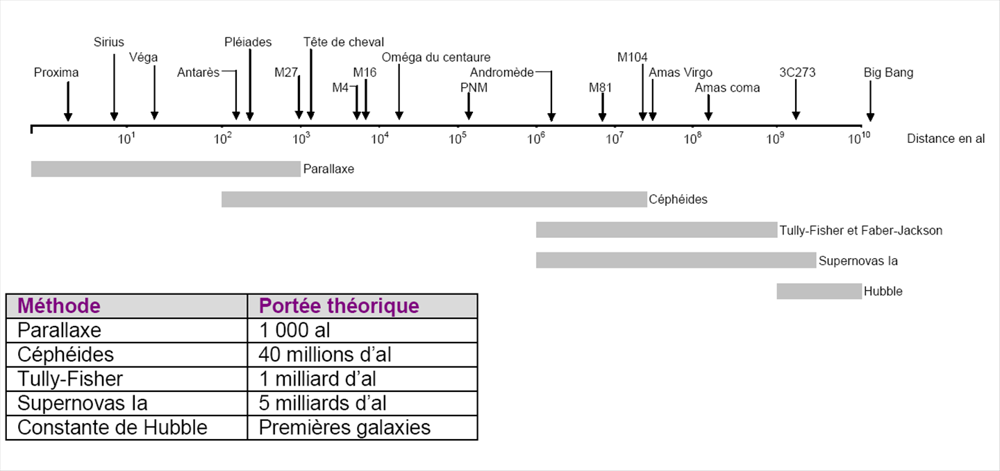 Sirius
Pléiades
Tête de cheval
Véga
Oméga du centaure
M104
Proxima
Antarès
M27
M16
Andromède
Amas Virgo
3C273
Big Bang
M4
PNM
M81
Amas coma
10¹ 10² 10³ 10⁴ 10⁵ 10⁶ 10⁷ 10⁸ 10⁹ 10¹⁰ Distance en al
Parallaxe
Céphéides
Tully-Fisher et Faber-Jackson
Supernovas Ia
Hubble
Méthode Portée théorique
Parallaxe 1 000 al
Céphéides 40 millions d’al
Tully-Fisher 1 milliard d’al
Supernovas Ia 5 milliards d’al
Constante de Hubble Premières galaxies